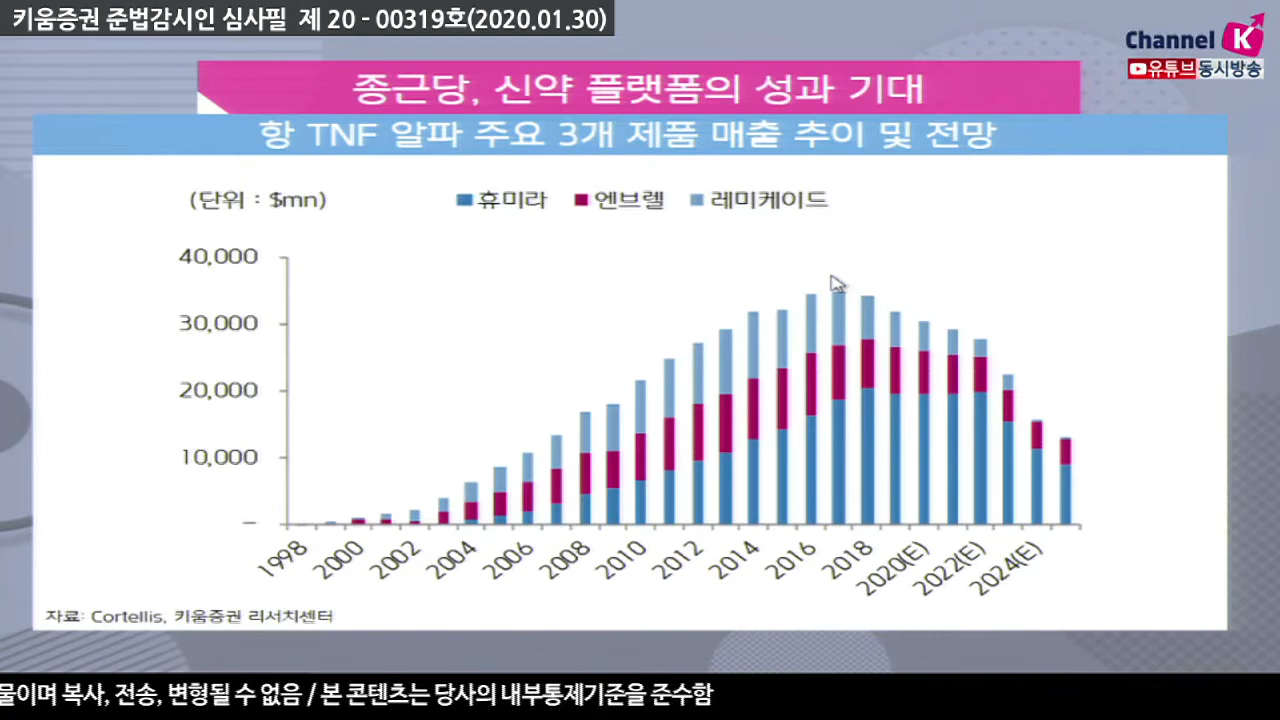 키움증권 준법감시인 심사필 제 20 - 00319호(2020.01.30)
Channel K
유튜브동시방송
종근당, 신약 플랫폼의 성과 기대
항 TNF 알파 주요 3개 제품 매출 추이 및 전망
(단위 : $mn)
휴미라 엔브렐 레미케이드
40,000
30,000
20,000
10,000
–
1998 2000 2002 2004 2006 2008 2010 2012 2014 2016 2018 2020(E) 2022(E) 2024(E)
자료: Cortellis, 키움증권 리서치센터
물이며 복사, 전송, 변형될 수 없음 / 본 콘텐츠는 당사의 내부통제기준을 준수함